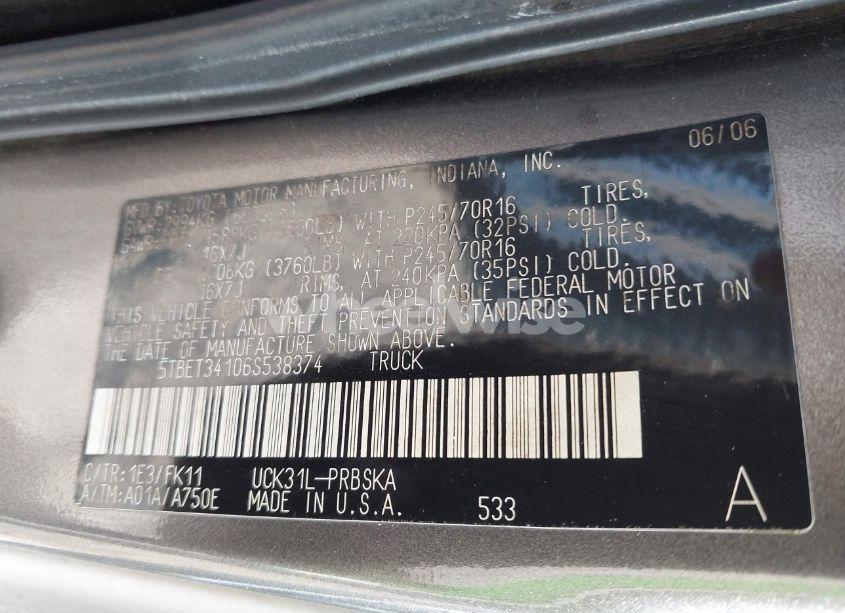 06/06
MFD BY: TOYOTA MOTOR MANUFACTURING, INDIANA, INC.
GVWR: 2994KG
WITH P245/70R16 TIRES,
16X7J RIMS, AT 220KPA (32PSI) COLD.
(3760LB) WITH P245/70R16 TIRES,
16X7J RIMS, AT 240KPA (35PSI) COLD.
THIS VEHICLE CONFORMS TO ALL APPLICABLE FEDERAL MOTOR
VEHICLE SAFETY AND THEFT PREVENTION STANDARDS IN EFFECT ON
THE DATE OF MANUFACTURE SHOWN ABOVE.
5TBET34106S538374 TRUCK
C/TR: 1E3/FK11 UCK31L-PRBSKA
A/TM: A01A/A750E MADE IN U.S.A. 533 A